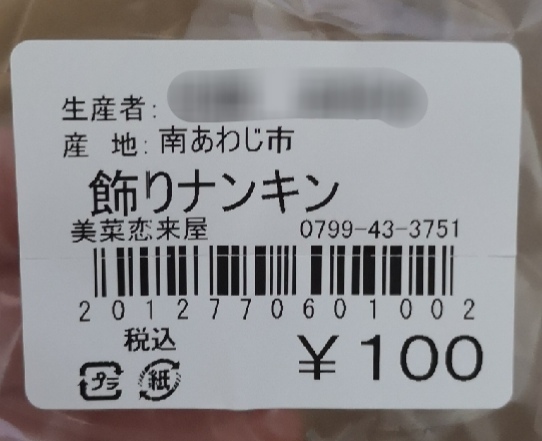 生産者:
産 地: 南あわじ市
飾りナンキン
美菜恋来屋 0799-43-3751
2012770601002
税込
プラ 紙 ¥100